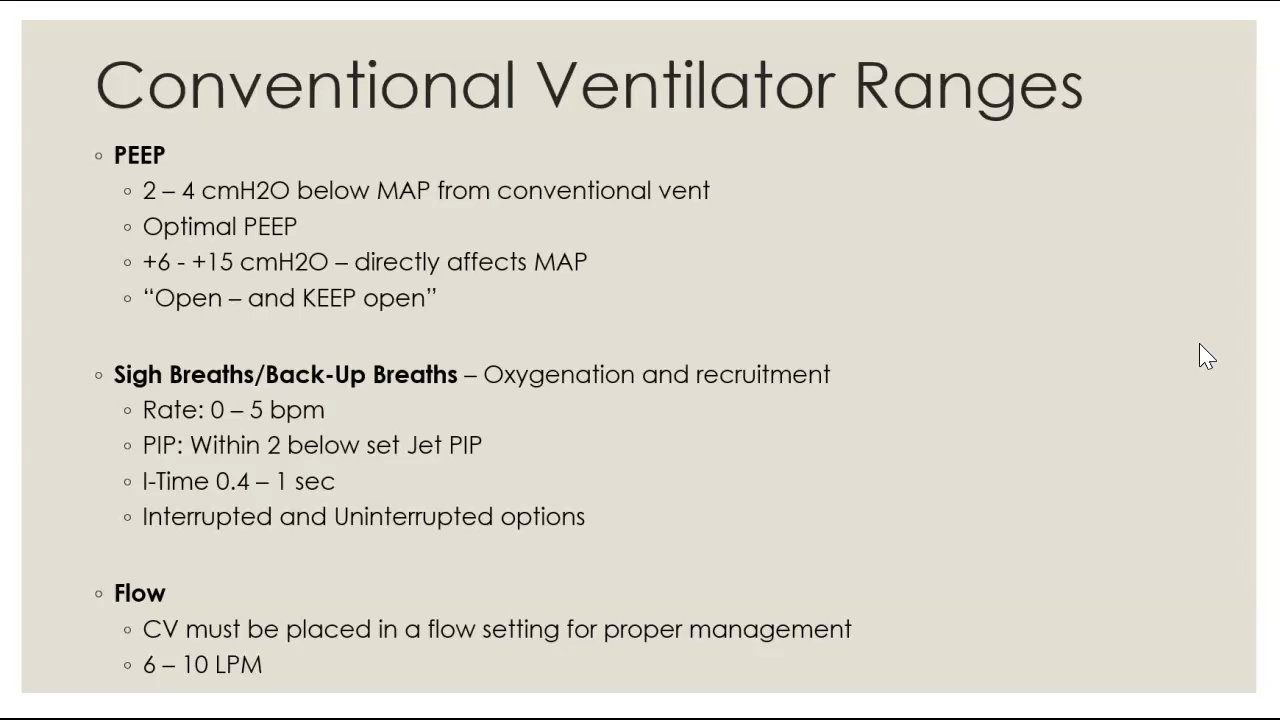 Conventional Ventilator Ranges
◦ PEEP
◦ 2 – 4 cmH2O below MAP from conventional vent
◦ Optimal PEEP
◦ +6 - +15 cmH2O – directly affects MAP
◦ “Open – and KEEP open”
◦ Sigh Breaths/Back-Up Breaths – Oxygenation and recruitment
◦ Rate: 0 – 5 bpm
◦ PIP: Within 2 below set Jet PIP
◦ I-Time 0.4 – 1 sec
◦ Interrupted and Uninterrupted options
◦ Flow
◦ CV must be placed in a flow setting for proper management
◦ 6 – 10 LPM